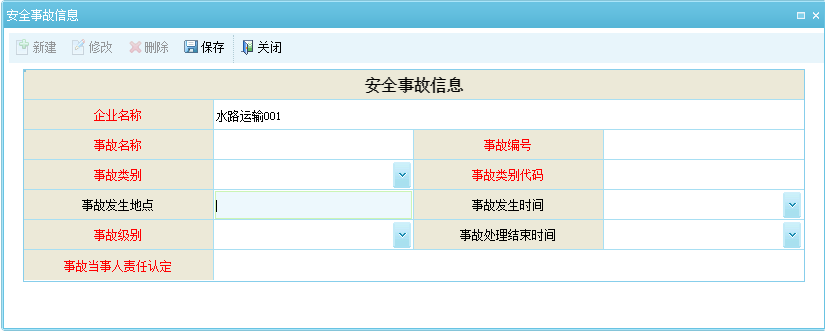 安全事故信息
新建 修改 删除 保存 关闭
安全事故信息
企业名称 水路运输001
事故名称 事故编号
事故类别 事故类别代码
事故发生地点 事故发生时间
事故级别 事故处理结束时间
事故当事人责任认定